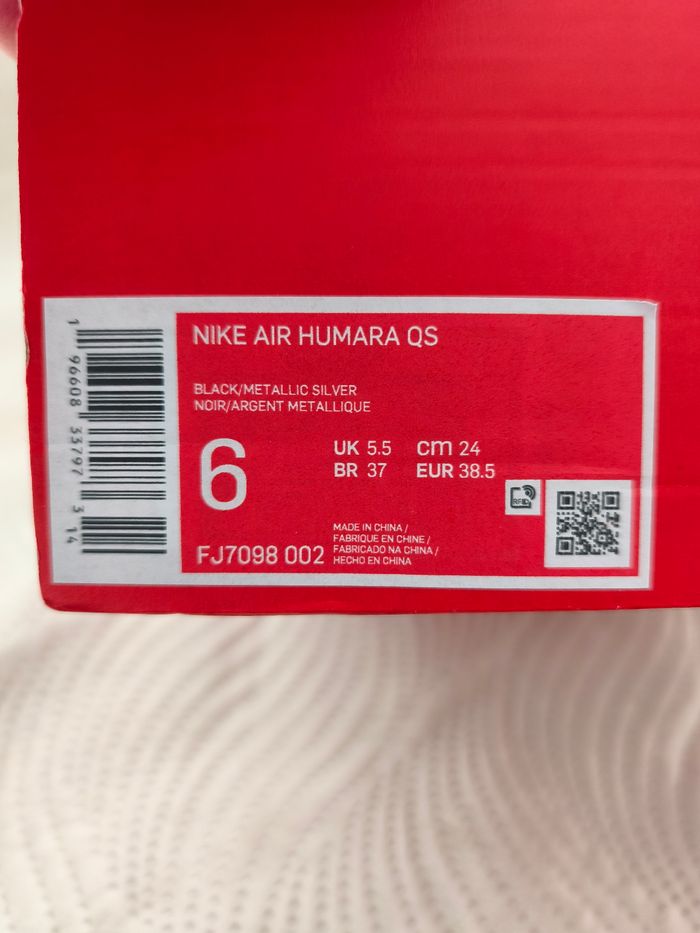 NIKE AIR HUMARA QS
BLACK/METALLIC SILVER
NOIR/ARGENT METALLIQUE
6
UK 5.5 cm 24
BR 37 EUR 38.5
RFID
MADE IN CHINA /
FABRIQUE EN CHINE /
FABRICADO NA CHINA /
HECHO EN CHINA
FJ7098 002
1 96608 33797 3 14